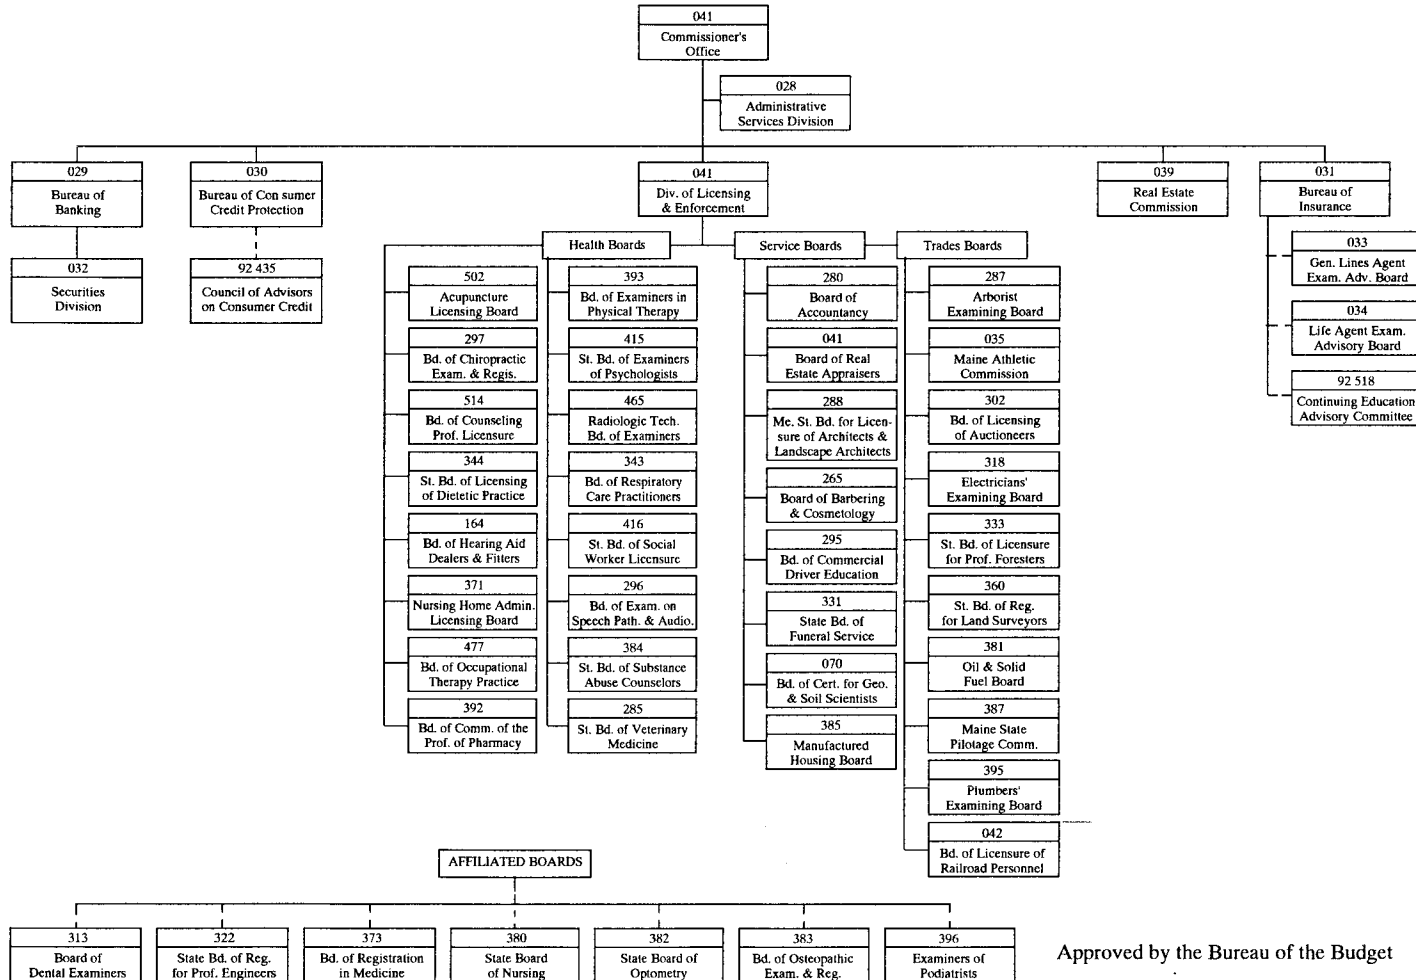 041
Commissioner's
Office
028
Administrative
Services Division
029
Bureau of
Banking
030
Bureau of Con sumer
Credit Protection
041
Div. of Licensing
& Enforcement
039
Real Estate
Commission
031
Bureau of
Insurance
032
Securities
Division
92 435
Council of Advisors
on Consumer Credit
Health Boards
Service Boards
Trades Boards
033
Gen. Lines Agent
Exam. Adv. Board
034
Life Agent Exam.
Advisory Board
92 518
Continuing Education
Advisory Committee
502
Acupuncture
Licensing Board
297
Bd. of Chiropractic
Exam. & Regis.
514
Bd. of Counseling
Prof. Licensure
344
St. Bd. of Licensing
of Dietetic Practice
164
Bd. of Hearing Aid
Dealers & Fitters
371
Nursing Home Admin.
Licensing Board
477
Bd. of Occupational
Therapy Practice
392
Bd. of Comm. of the
Prof. of Pharmacy
393
Bd. of Examiners in
Physical Therapy
415
St. Bd. of Examiners
of Psychologists
465
Radiologic Tech.
Bd. of Examiners
343
Bd. of Respiratory
Care Practitioners
416
St. Bd. of Social
Worker Licensure
296
Bd. of Exam. on
Speech Path. & Audio.
384
St. Bd. of Substance
Abuse Counselors
285
St. Bd. of Veterinary
Medicine
280
Board of
Accountancy
041
Board of Real
Estate Appraisers
288
Me. St. Bd. for Licen-
sure of Architects &
Landscape Architects
265
Board of Barbering
& Cosmetology
295
Bd. of Commercial
Driver Education
331
State Bd. of
Funeral Service
070
Bd. of Cert. for Geo.
& Soil Scientists
385
Manufactured
Housing Board
287
Arborist
Examining Board
035
Maine Athletic
Commission
302
Bd. of Licensing
of Auctioneers
318
Electricians'
Examining Board
333
St. Bd. of Licensure
for Prof. Foresters
360
St. Bd. of Reg.
for Land Surveyors
381
Oil & Solid
Fuel Board
387
Maine State
Pilotage Comm.
395
Plumbers'
Examining Board
042
Bd. of Licensure of
Railroad Personnel
AFFILIATED BOARDS
313
Board of
Dental Examiners
322
State Bd. of Reg.
for Prof. Engineers
373
Bd. of Registration
in Medicine
380
State Board
of Nursing
382
State Board of
Optometry
383
Bd. of Osteopathic
Exam. & Reg.
396
Examiners of
Podiatrists
Approved by the Bureau of the Budget